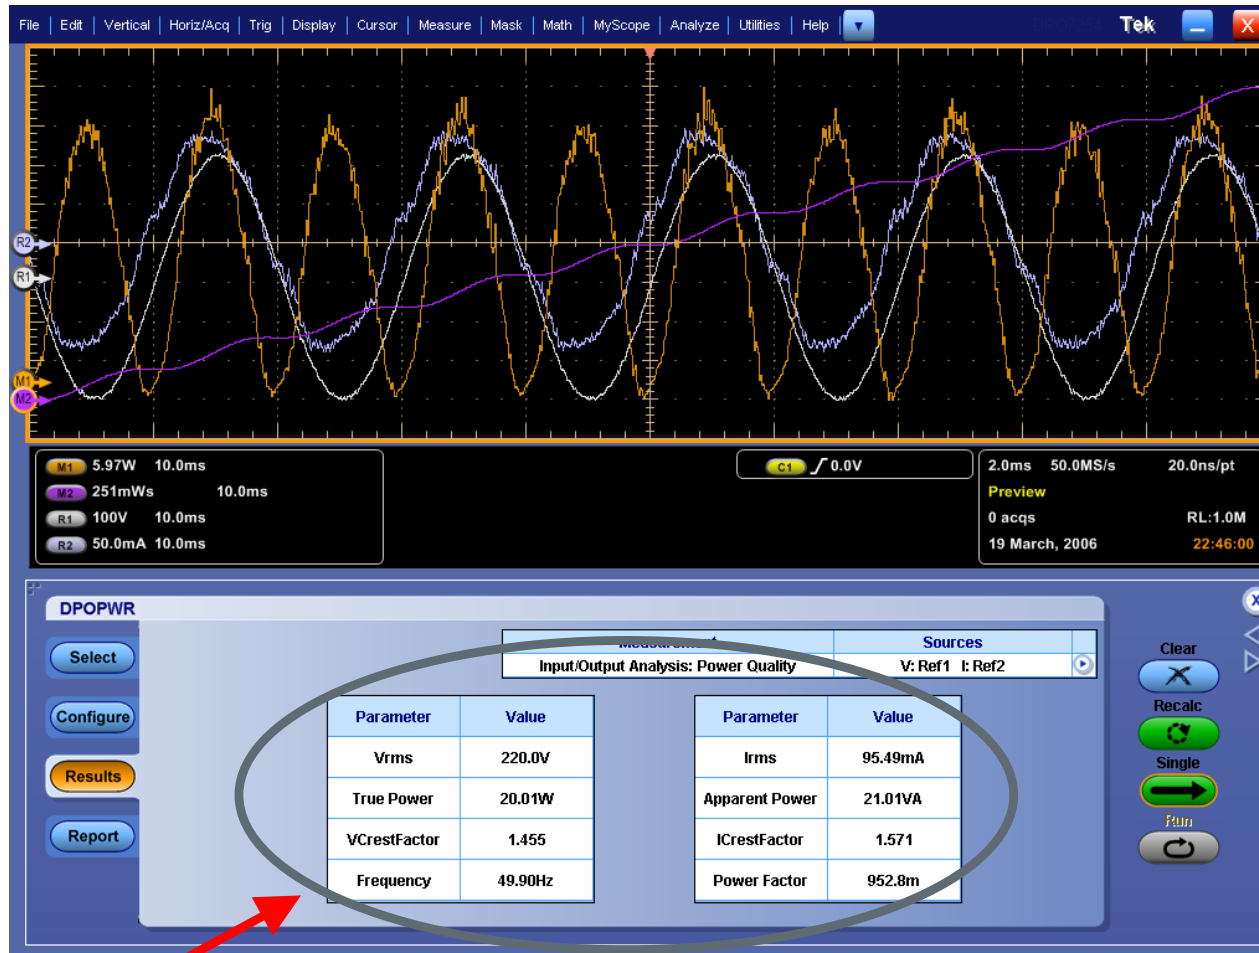 File | Edit | Vertical | Horiz/Acq | Trig | Display | Cursor | Measure | Mask | Math | MyScope | Analyze | Utilities | Help Tek X
R2
R1
M1
M2
M1 5.97W 10.0ms
M2 251mWs 10.0ms
R1 100V 10.0ms
R2 50.0mA 10.0ms
C1 0.0V
2.0ms 50.0MS/s 20.0ns/pt
Preview
0 acqs RL:1.0M
19 March, 2006 22:46:00
DPOPWR
X
Select
Configure
Results
Report
Measurement Sources
Input/Output Analysis: Power Quality V: Ref1 I: Ref2
Parameter Value
Vrms 220.0V
True Power 20.01W
VCrestFactor 1.455
Frequency 49.90Hz
Parameter Value
Irms 95.49mA
Apparent Power 21.01VA
ICrestFactor 1.571
Power Factor 952.8m
Clear
Recalc
Single
Run